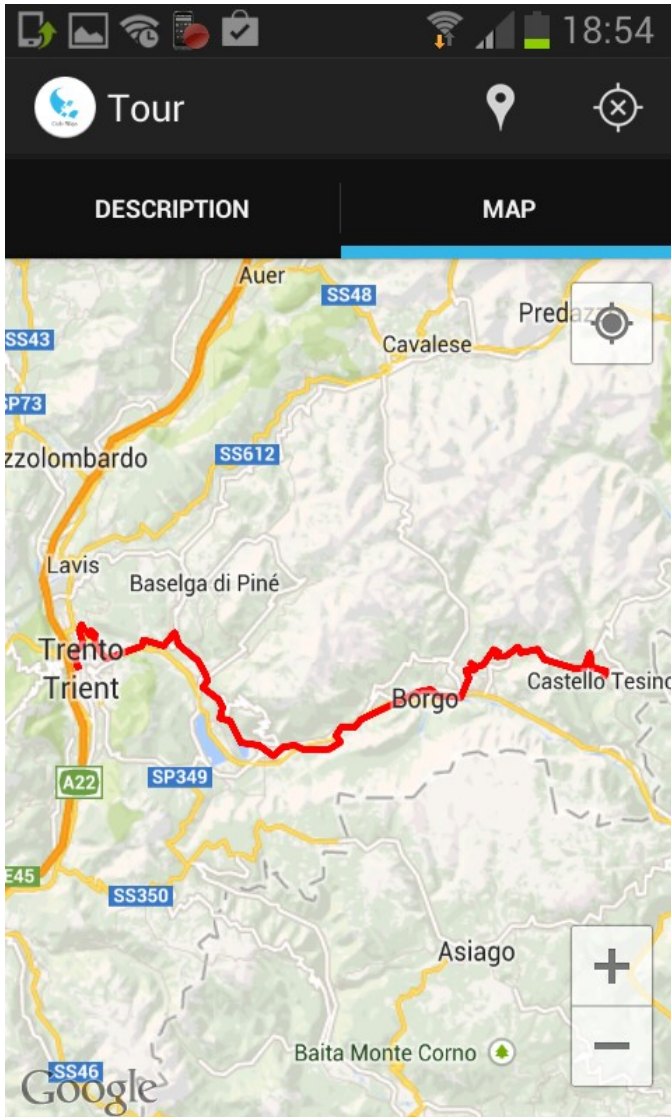 18:54
Tour
DESCRIPTION
MAP
Auer
SS48
Predaz
SS43
Cavalese
SP73
zzolombardo
SS612
Lavis
Baselga di Piné
Trento
Trient
Castello Tesino
Borgo
A22
SP349
E45
SS350
Asiago
+
−
Baita Monte Corno
SS46
Google